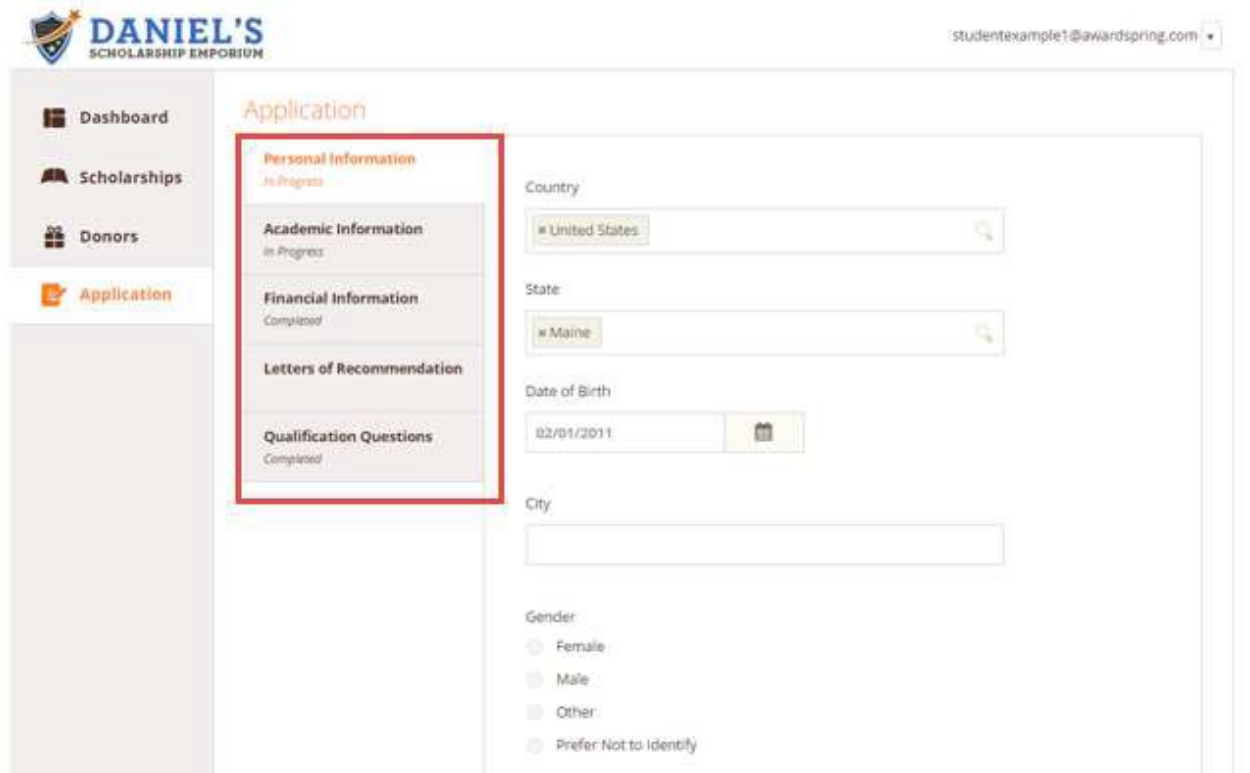 DANIEL'S
SCHOLARSHIP EMPORIUM
studentexample1@awardspring.com
Dashboard
Scholarships
Donors
Application
Application
Personal Information
In Progress
Academic Information
In Progress
Financial Information
Completed
Letters of Recommendation
Qualification Questions
Completed
Country
× United States
State
× Maine
Date of Birth
02/01/2011
City
Gender
Female
Male
Other
Prefer Not to Identify